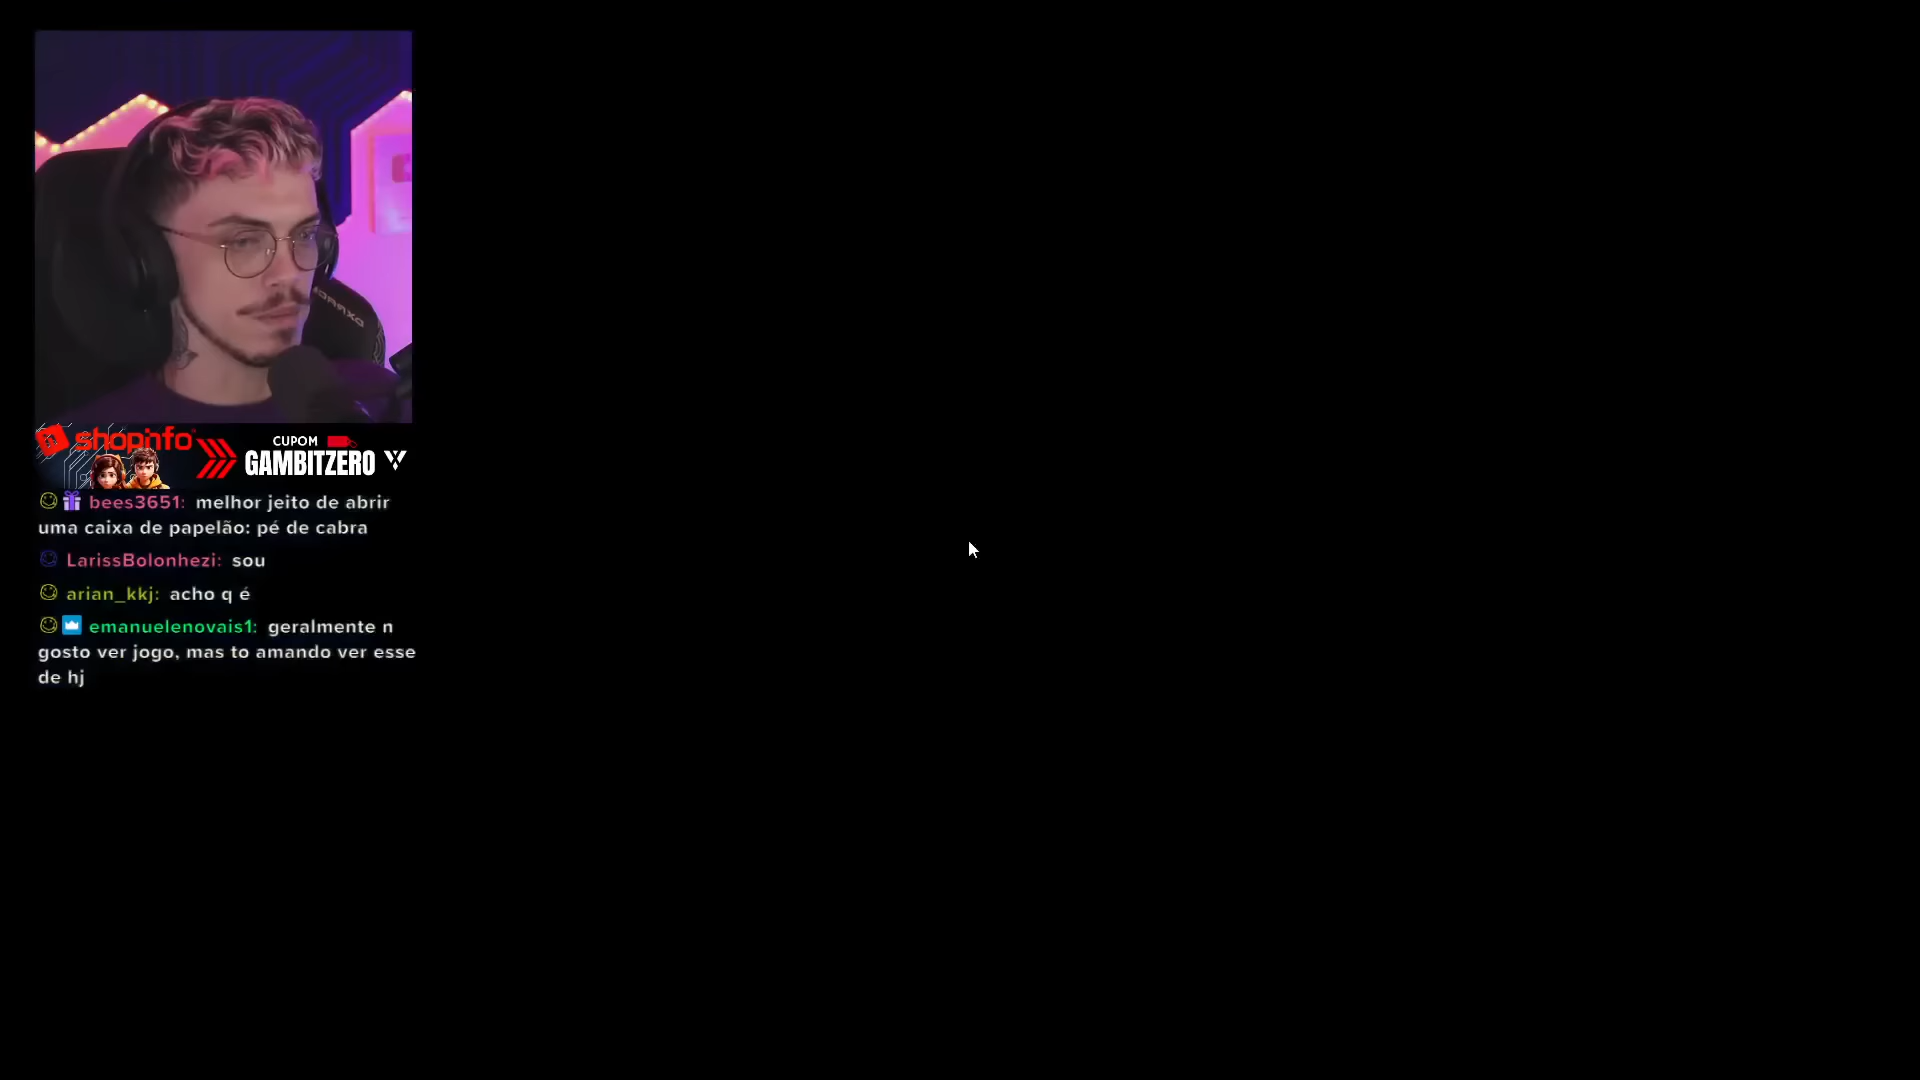 shopinfo
CUPOM
GAMBITZERO
bees3651: melhor jeito de abrir
uma caixa de papelão: pé de cabra
LarissBolonhezi: sou
arian_kkj: acho q é
emanuelenovais1: geralmente n
gosto ver jogo, mas to amando ver esse
de hj